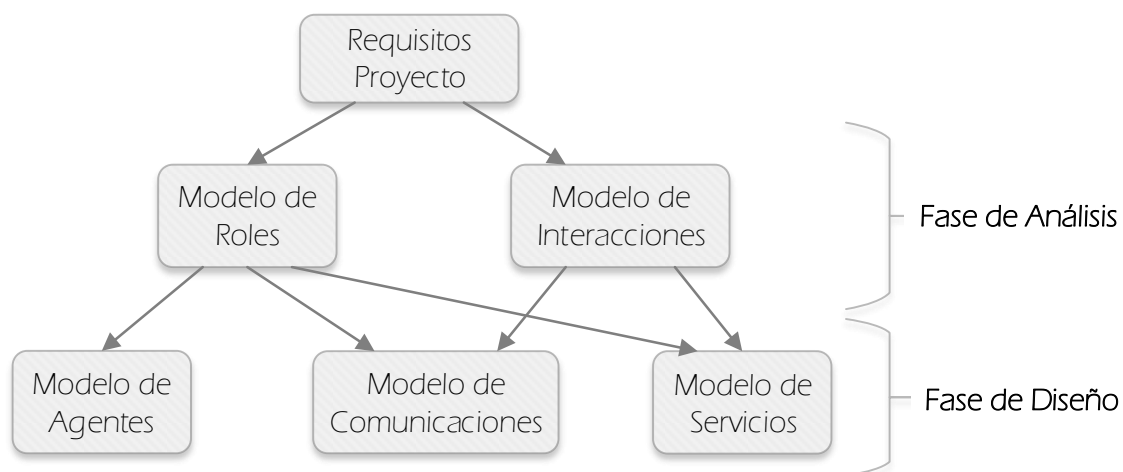 Requisitos
Proyecto
Modelo de
Roles
Modelo de
Interacciones
Fase de Análisis
Modelo de
Agentes
Modelo de
Comunicaciones
Modelo de
Servicios
Fase de Diseño